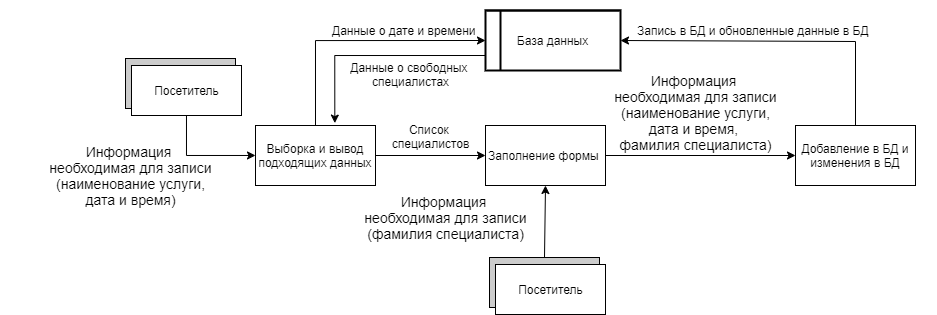 Данные о дате и времени
База данных
Запись в БД и обновленные данные в БД
Данные о свободных
специалистах
Посетитель
Информация
необходимая для записи
(наименование услуги,
дата и время,
фамилия специалиста)
Информация
необходимая для записи
(наименование услуги,
дата и время)
Выборка и вывод
подходящих данных
Список
специалистов
Заполнение формы
Добавление в БД и
изменения в БД
Информация
необходимая для записи
(фамилия специалиста)
Посетитель